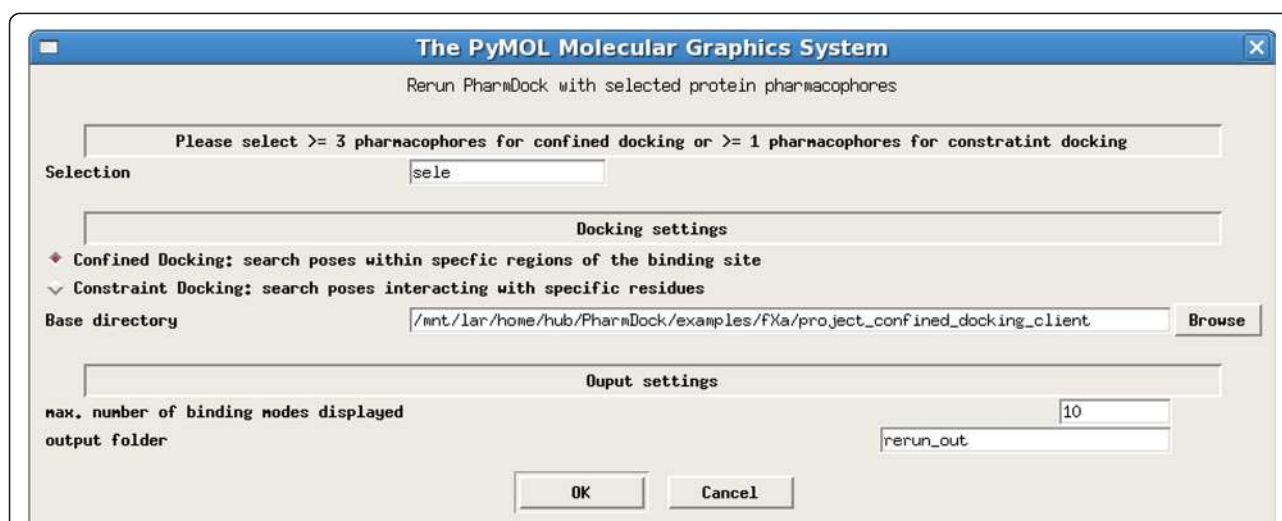 The PyMOL Molecular Graphics System
Rerun PharmDock with selected protein pharmacophores
Please select >= 3 pharmacophores for confined docking or >= 1 pharmacophores for constratint docking
Selection sele
Docking settings
Confined Docking: search poses within specfic regions of the binding site
Constraint Docking: search poses interacting with specific residues
Base directory /mnt/lar/home/hub/PharmDock/examples/fXa/project_confined_docking_client Browse
Ouput settings
max. number of binding modes displayed 10
output folder rerun_out
OK Cancel